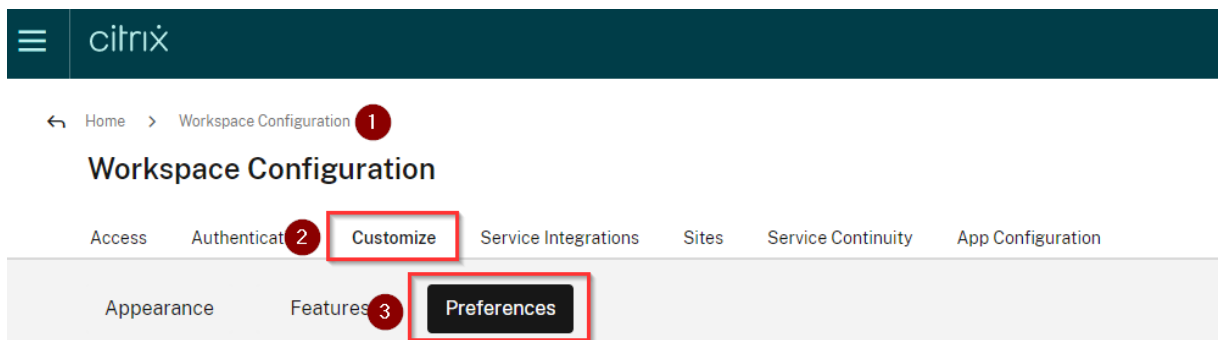 citrix
Home > Workspace Configuration 1
Workspace Configuration
Access Authenticat 2 Customize Service Integrations Sites Service Continuity App Configuration
Appearance Features 3 Preferences